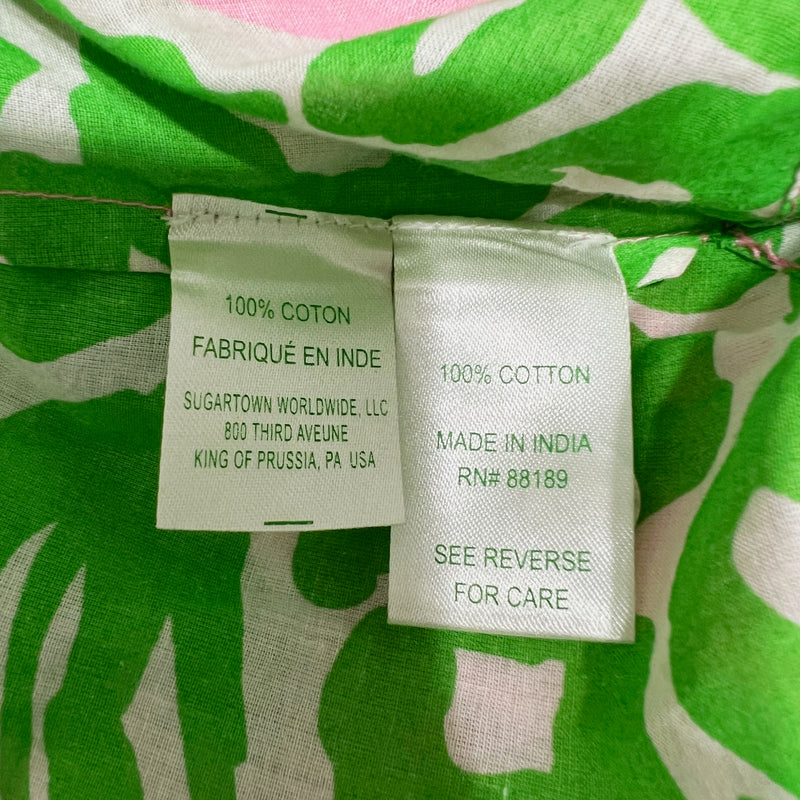 100% COTON
FABRIQUÉ EN INDE
SUGARTOWN WORLDWIDE, LLC
800 THIRD AVEUNE
KING OF PRUSSIA, PA USA
100% COTTON
MADE IN INDIA
RN# 88189
SEE REVERSE
FOR CARE